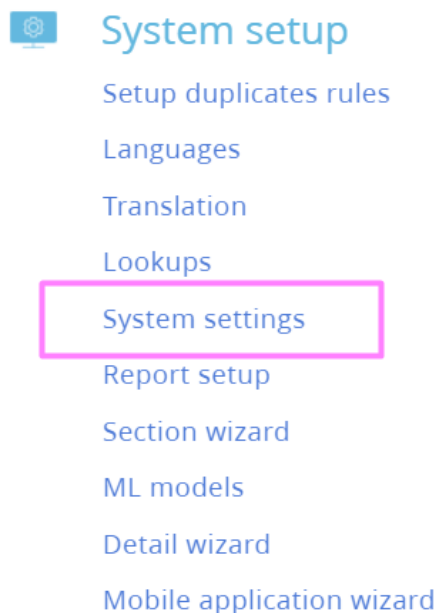 System setup
Setup duplicates rules
Languages
Translation
Lookups
System settings
Report setup
Section wizard
ML models
Detail wizard
Mobile application wizard